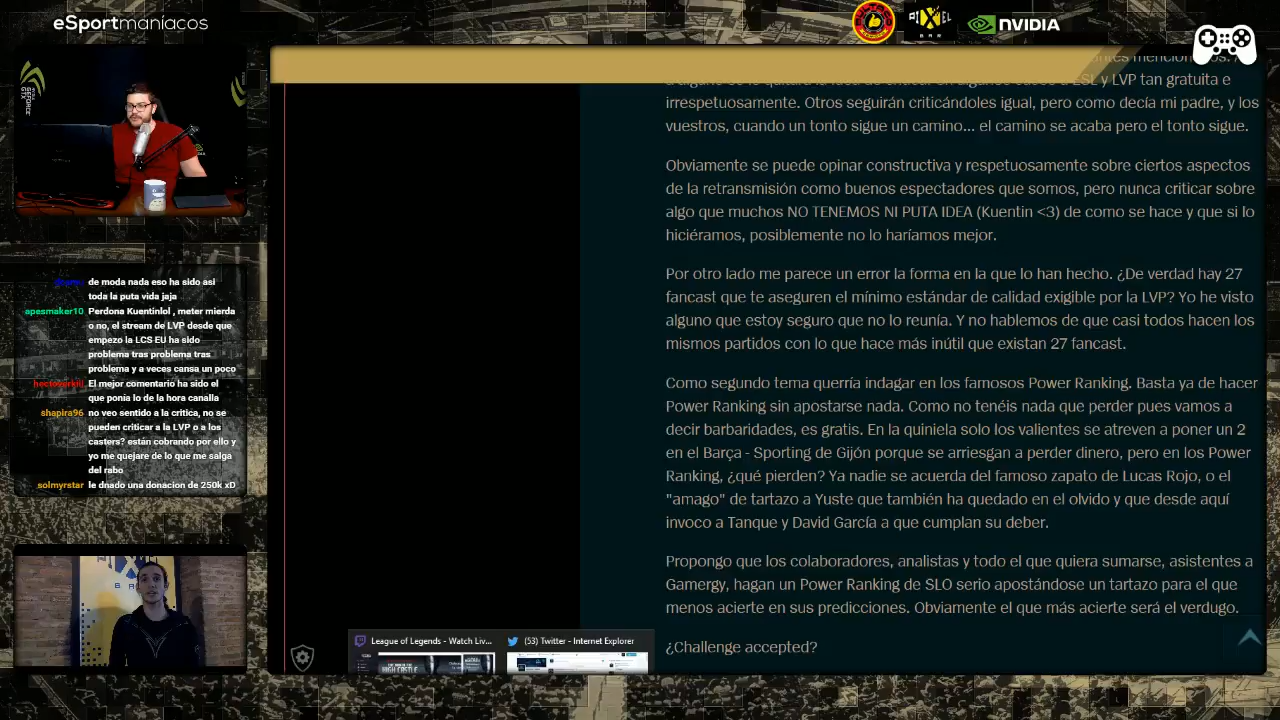 eSportmaníacos
PIXEL
BAR
NVIDIA
GEFORCE
GTX
irrespetuosamente. Otros seguirán criticándoles igual, pero como decía mi padre, y los
vuestros, cuando un tonto sigue un camino... el camino se acaba pero el tonto sigue.
Obviamente se puede opinar constructiva y respetuosamente sobre ciertos aspectos
de la retransmisión como buenos espectadores que somos, pero nunca criticar sobre
algo que muchos NO TENEMOS NI PUTA IDEA (Kuentin <3) de como se hace y que si lo
hiciéramos, posiblemente no lo haríamos mejor.
Por otro lado me parece un error la forma en la que lo han hecho. ¿De verdad hay 27
fancast que te aseguren el mínimo estándar de calidad exigible por la LVP? Yo he visto
alguno que estoy seguro que no lo reunía. Y no hablemos de que casi todos hacen los
mismos partidos con lo que hace más inútil que existan 27 fancast.
Como segundo tema querría indagar en los famosos Power Ranking. Basta ya de hacer
Power Ranking sin apostarse nada. Como no tenéis nada que perder pues vamos a
decir barbaridades, es gratis. En la quiniela solo los valientes se atreven a poner un 2
en el Barça - Sporting de Gijón porque se arriesgan a perder dinero, pero en los Power
Ranking, ¿qué pierden? Ya nadie se acuerda del famoso zapato de Lucas Rojo, o el
"amago" de tartazo a Yuste que también ha quedado en el olvido y que desde aquí
invoco a Tanque y David García a que cumplan su deber.
Propongo que los colaboradores, analistas y todo el que quiera sumarse, asistentes a
Gamergy, hagan un Power Ranking de SLO serio apostándose un tartazo para el que
menos acierte en sus predicciones. Obviamente el que más acierte será el verdugo.
¿Challenge accepted?
de moda nada eso ha sido asi
toda la puta vida jaja
apesmaker10 Perdona Kuentinlol , meter mierda
o no, el stream de LVP desde que
empezo la LCS EU ha sido
problema tras problema tras
problema y a veces cansa un poco
El mejor comentario ha sido el
que ponia lo de la hora canalla
shapira96 no veo sentido a la critica, no se
pueden criticar a la LVP o a los
casters? están cobrando por ello y
yo me quejare de lo que me salga
del rabo
solmyrstar le dnado una donacion de 250k xD
League of Legends - Watch Liv...
(53) Twitter - Internet Explorer